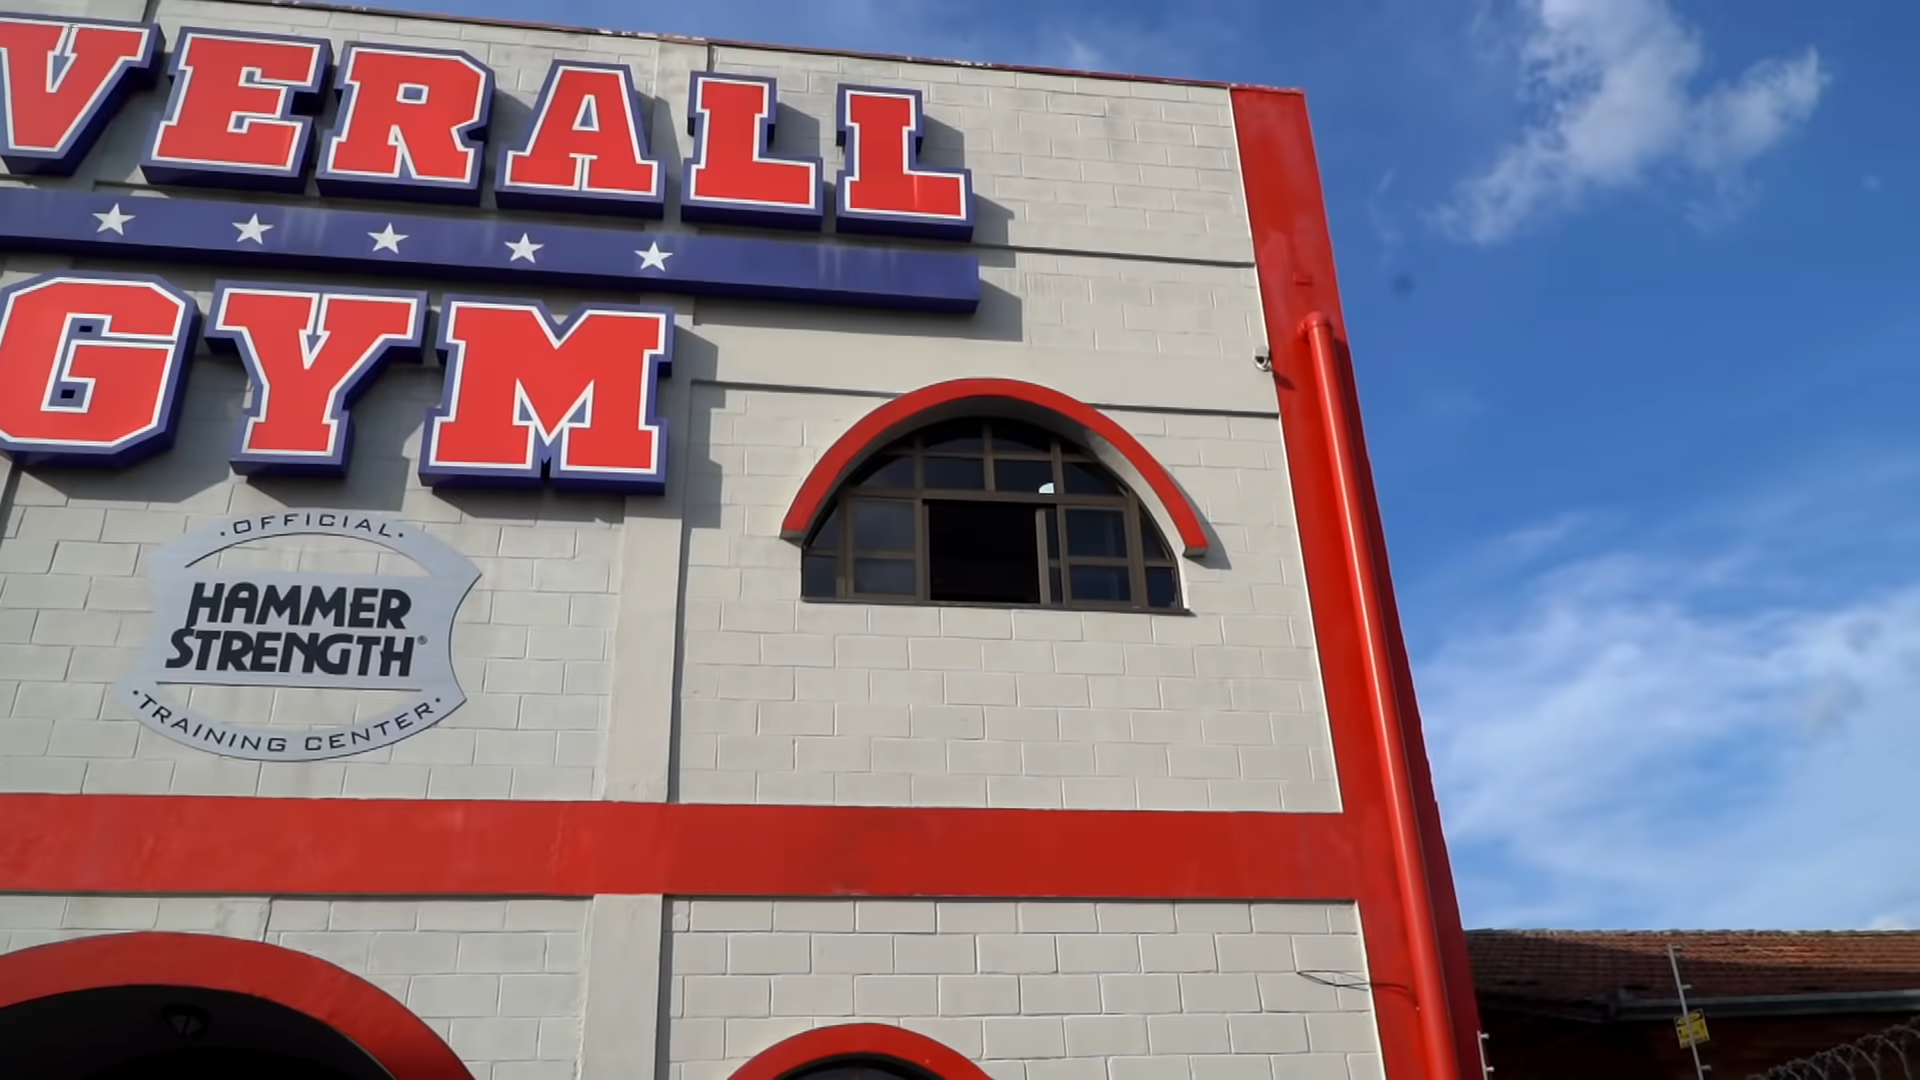 VERALL
GYM
·OFFICIAL·
HAMMER
STRENGTH®
·TRAINING CENTER·